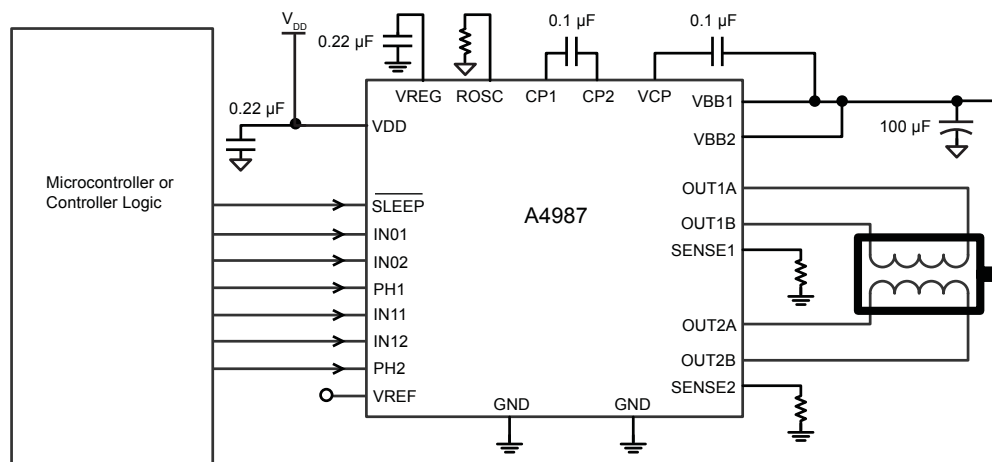 V_DD
0.22 µF
0.1 µF
0.1 µF
0.22 µF
VREG
ROSC
CP1
CP2
VCP
VBB1
VDD
VBB2
100 µF
Microcontroller or
Controller Logic
A4987
SLEEP
IN01
IN02
PH1
IN11
IN12
PH2
VREF
OUT1A
OUT1B
SENSE1
OUT2A
OUT2B
SENSE2
GND
GND